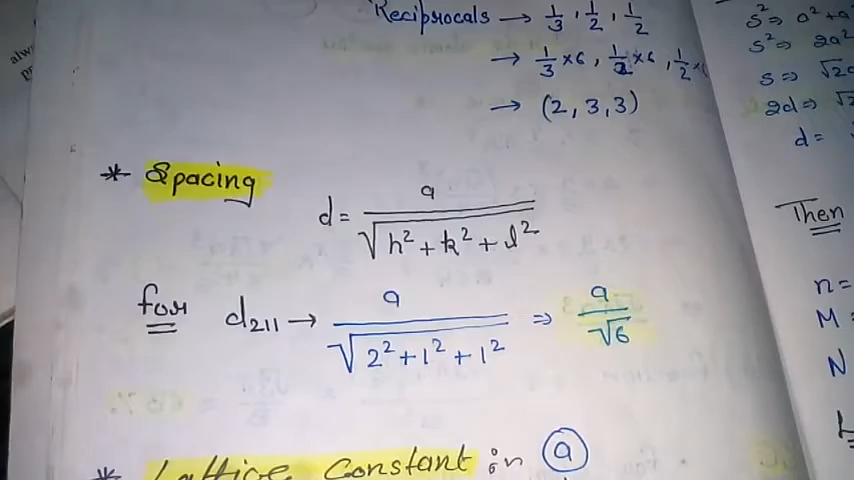 Reciprocals → 1/3, 1/2, 1/2
→ 1/3 ×6, 1/2 ×6, 1/2 ×
→ (2, 3, 3)
* Spacing
d = a/√(h² + k² + l²)
for d₂₁₁ → a/√(2² + 1² + 1²) ⇒ a/√6
* Lattice Constant in a
S² ⇒ a² + a
S² ⇒ 2a²
S ⇒ √2
2d ⇒ √2
d =
Then
n =
M =
N